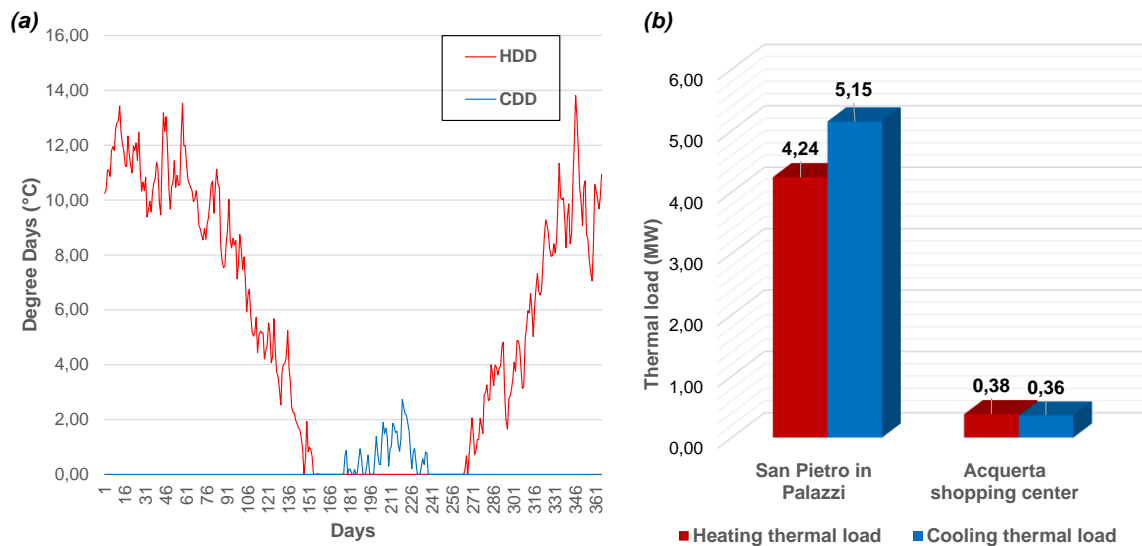 (a)
16,00
14,00
12,00
10,00
8,00
6,00
4,00
2,00
0,00
Degree Days (°C)
HDD
CDD
1 16 31 46 61 76 91 106 121 136 151 166 181 196 211 226 241 256 271 286 301 316 331 346 361
Days
(b)
6,00
5,00
4,00
3,00
2,00
1,00
0,00
Thermal load (MW)
4,24
5,15
0,38
0,36
San Pietro in
Palazzi
Acquerta
shopping center
Heating thermal load
Cooling thermal load